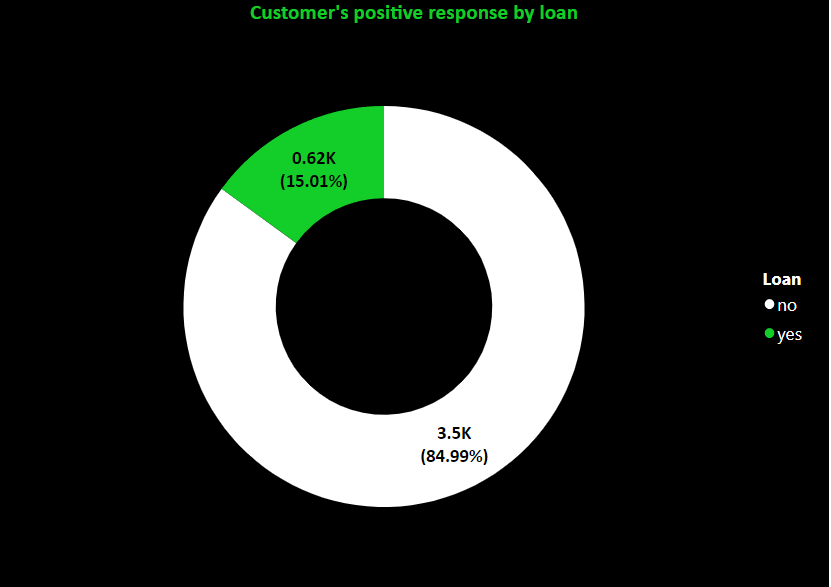 Customer's positive response by loan
0.62K
(15.01%)
3.5K
(84.99%)
Loan
no
yes